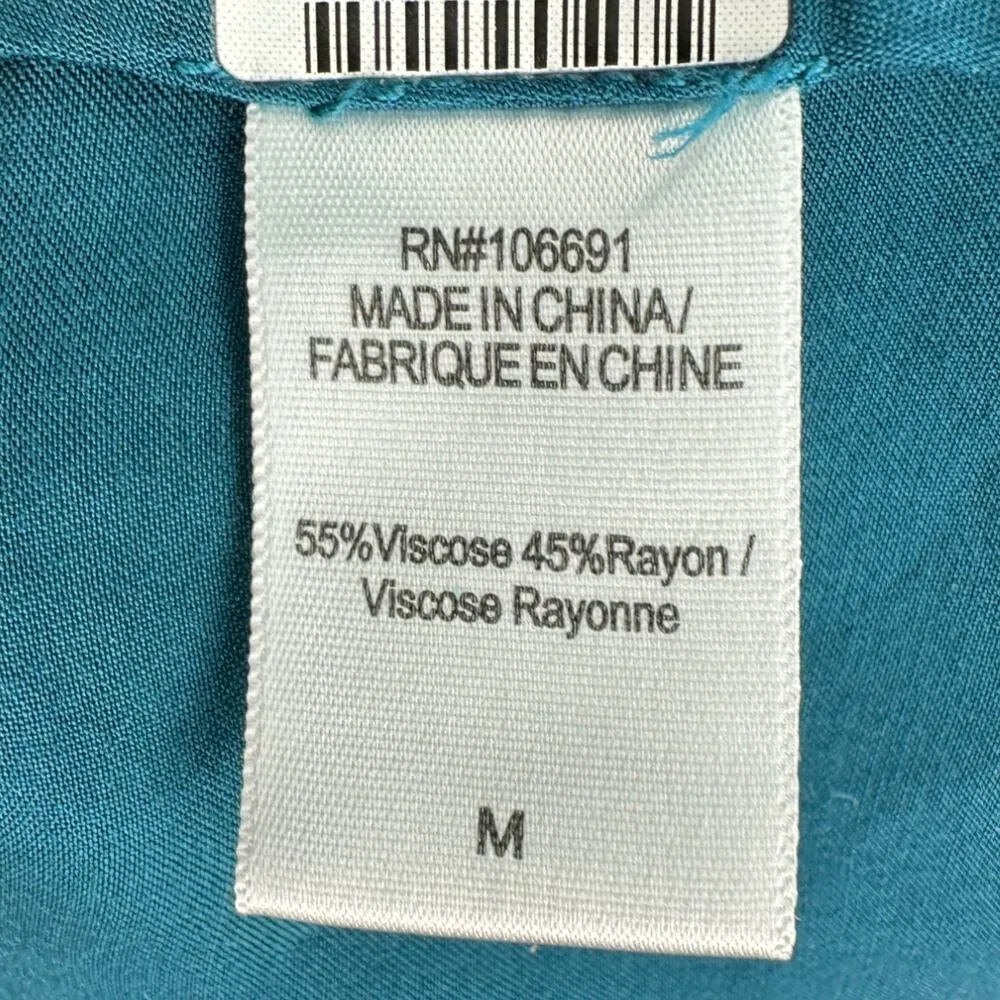 RN#106691
MADE IN CHINA/
FABRIQUE EN CHINE
55%Viscose 45%Rayon /
Viscose Rayonne
M